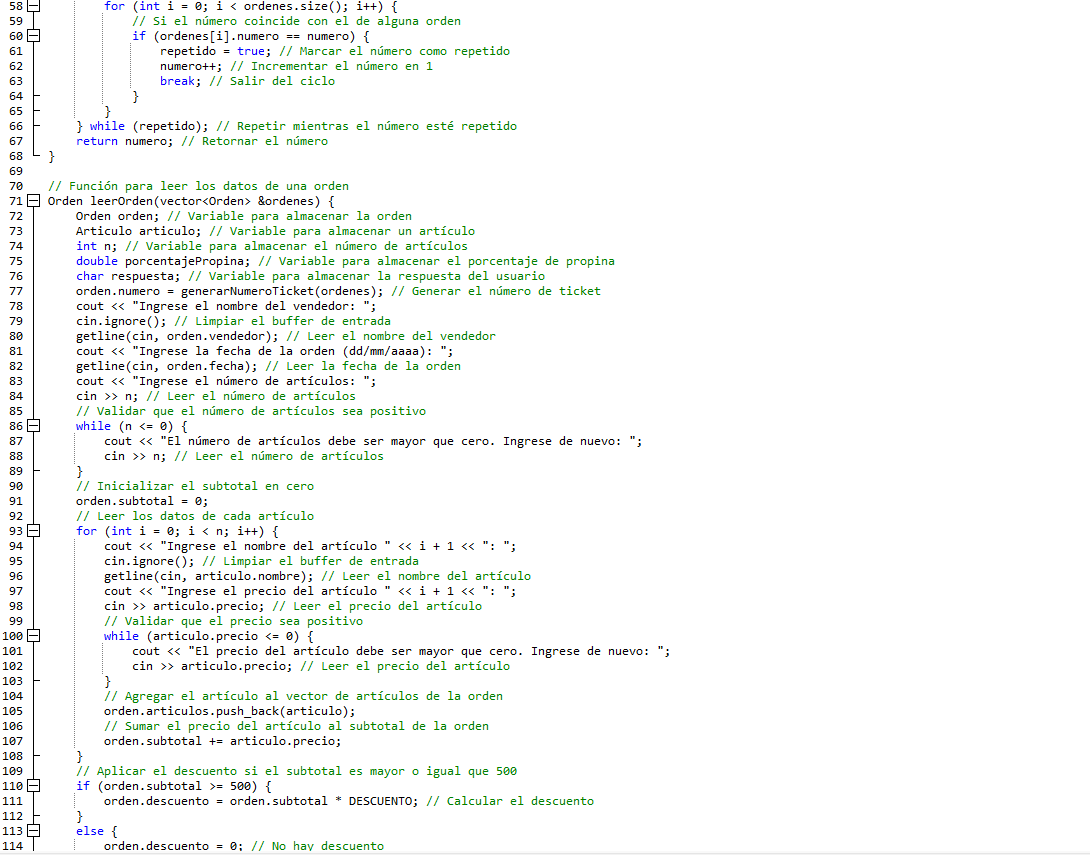 58 for (int i = 0; i < ordenes.size(); i++) {
59 // Si el número coincide con el de alguna orden
60 if (ordenes[i].numero == numero) {
61 repetido = true; // Marcar el número como repetido
62 numero++; // Incrementar el número en 1
63 break; // Salir del ciclo
64 }
65 }
66 } while (repetido); // Repetir mientras el número esté repetido
67 return numero; // Retornar el número
68 }
69
70 // Función para leer los datos de una orden
71 Orden leerOrden(vector<Orden> &ordenes) {
72 Orden orden; // Variable para almacenar la orden
73 Articulo articulo; // Variable para almacenar un artículo
74 int n; // Variable para almacenar el número de artículos
75 double porcentajePropina; // Variable para almacenar el porcentaje de propina
76 char respuesta; // Variable para almacenar la respuesta del usuario
77 orden.numero = generarNumeroTicket(ordenes); // Generar el número de ticket
78 cout << "Ingrese el nombre del vendedor: ";
79 cin.ignore(); // Limpiar el buffer de entrada
80 getline(cin, orden.vendedor); // Leer el nombre del vendedor
81 cout << "Ingrese la fecha de la orden (dd/mm/aaaa): ";
82 getline(cin, orden.fecha); // Leer la fecha de la orden
83 cout << "Ingrese el número de artículos: ";
84 cin >> n; // Leer el número de artículos
85 // Validar que el número de artículos sea positivo
86 while (n <= 0) {
87 cout << "El número de artículos debe ser mayor que cero. Ingrese de nuevo: ";
88 cin >> n; // Leer el número de artículos
89 }
90 // Inicializar el subtotal en cero
91 orden.subtotal = 0;
92 // Leer los datos de cada artículo
93 for (int i = 0; i < n; i++) {
94 cout << "Ingrese el nombre del artículo " << i + 1 << ": ";
95 cin.ignore(); // Limpiar el buffer de entrada
96 getline(cin, articulo.nombre); // Leer el nombre del artículo
97 cout << "Ingrese el precio del artículo " << i + 1 << ": ";
98 cin >> articulo.precio; // Leer el precio del artículo
99 // Validar que el precio sea positivo
100 while (articulo.precio <= 0) {
101 cout << "El precio del artículo debe ser mayor que cero. Ingrese de nuevo: ";
102 cin >> articulo.precio; // Leer el precio del artículo
103 }
104 // Agregar el artículo al vector de artículos de la orden
105 orden.articulos.push_back(articulo);
106 // Sumar el precio del artículo al subtotal de la orden
107 orden.subtotal += articulo.precio;
108 }
109 // Aplicar el descuento si el subtotal es mayor o igual que 500
110 if (orden.subtotal >= 500) {
111 orden.descuento = orden.subtotal * DESCUENTO; // Calcular el descuento
112 }
113 else {
114 orden.descuento = 0; // No hay descuento